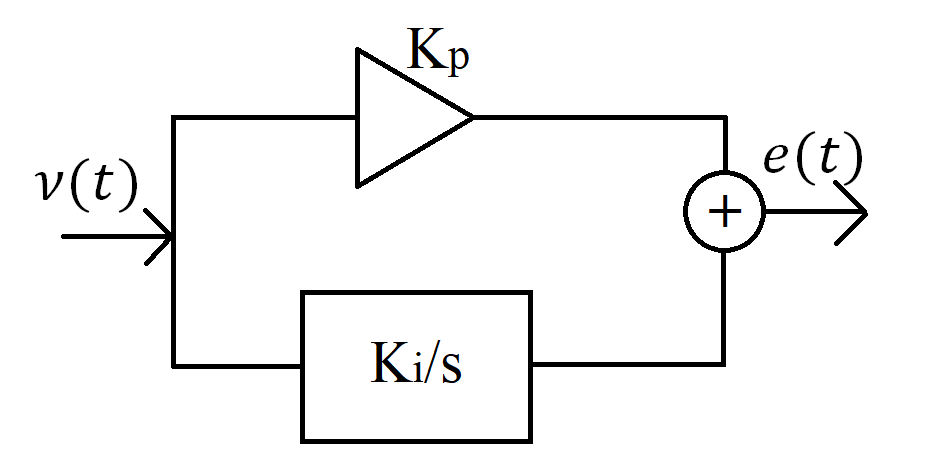 Kp
ν(t)
e(t)
+
Ki/s